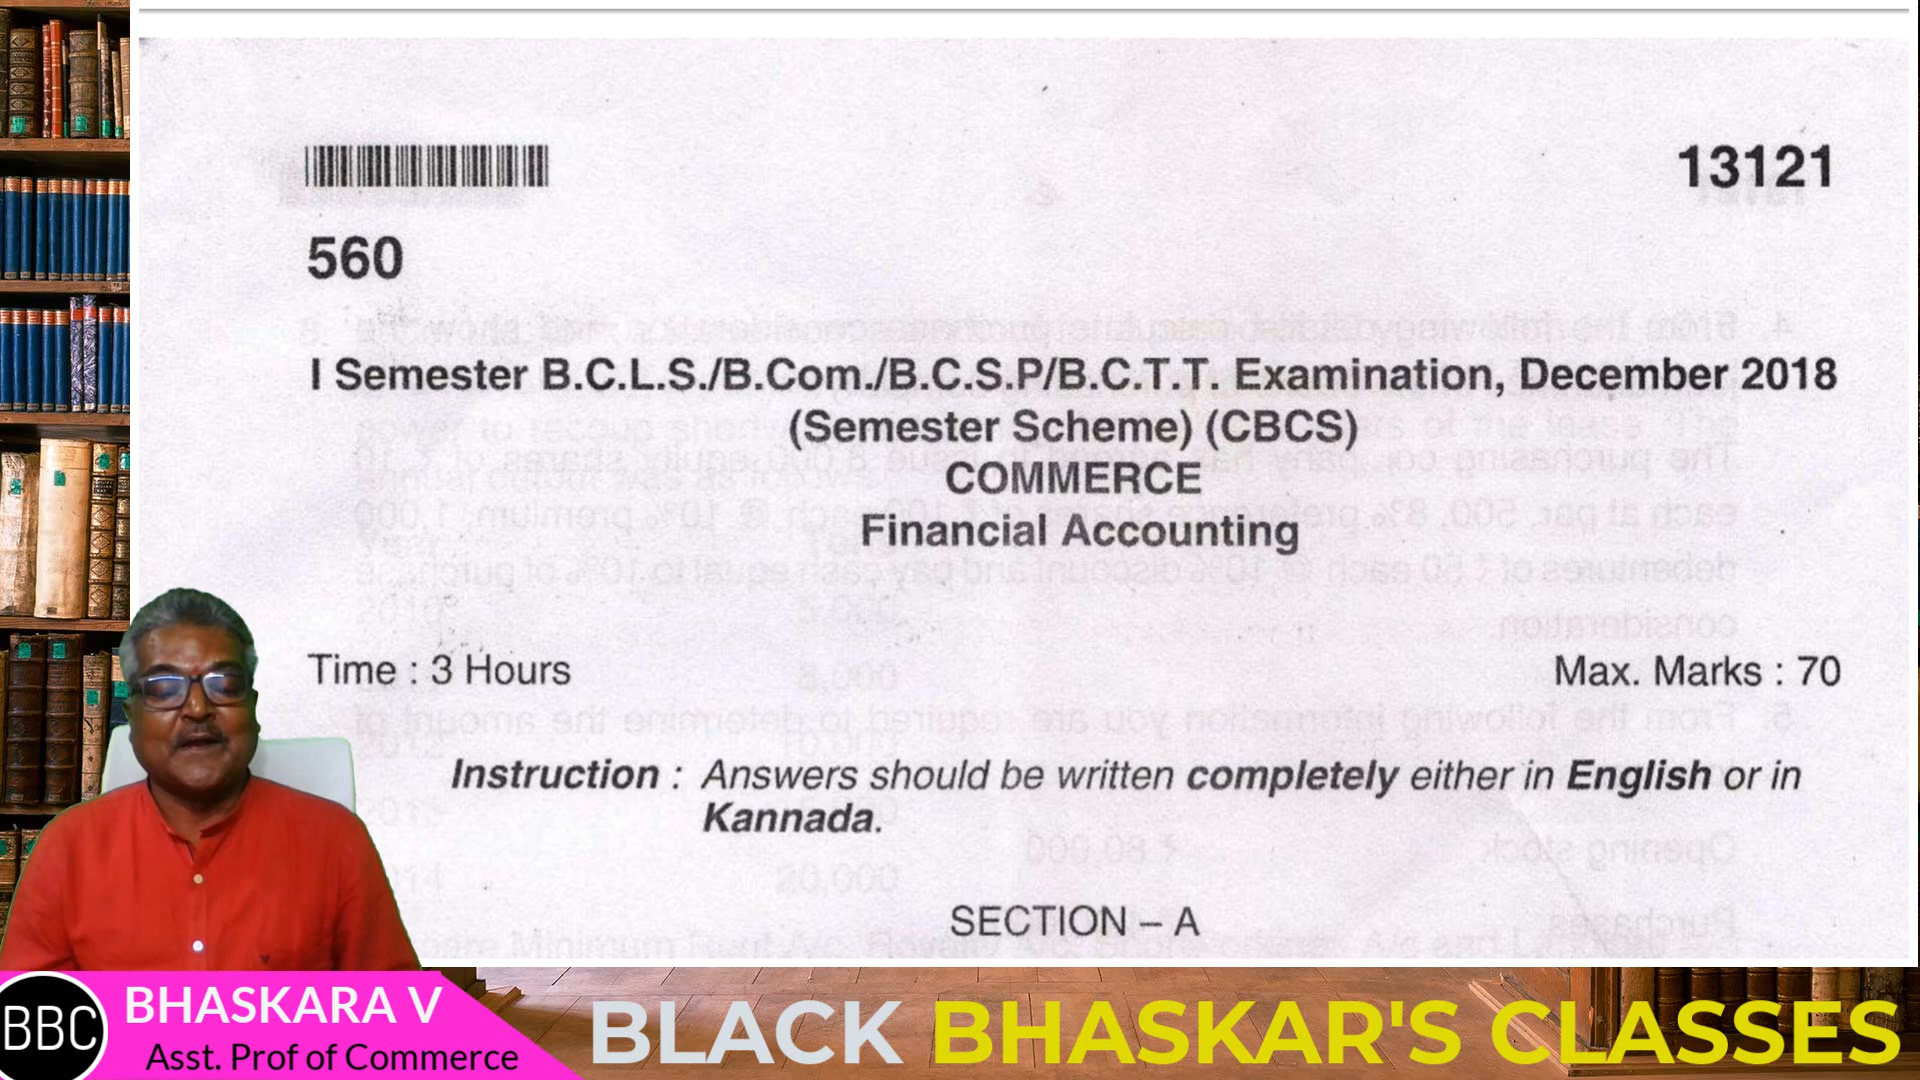 13121
560
I Semester B.C.L.S./B.Com./B.C.S.P/B.C.T.T. Examination, December 2018
(Semester Scheme) (CBCS)
COMMERCE
Financial Accounting
Time : 3 Hours
Max. Marks : 70
Instruction : Answers should be written completely either in English or in
Kannada.
SECTION – A
BBC
BHASKARA V
Asst. Prof of Commerce
BLACK BHASKAR'S CLASSES